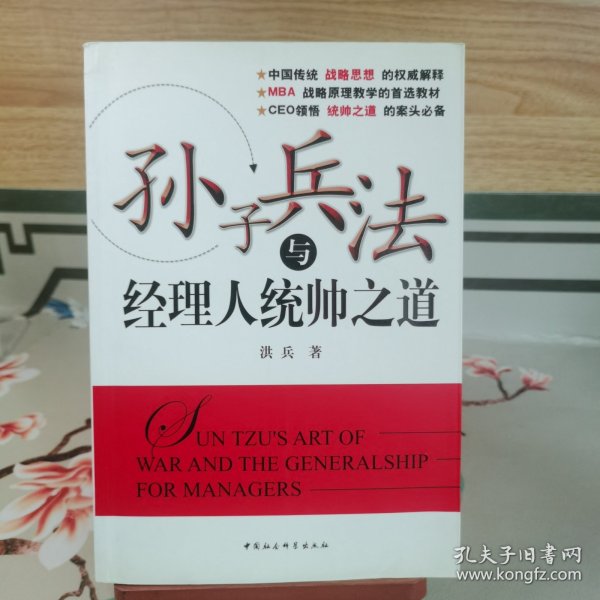 ★中国传统 战略思想 的权威解释
★MBA 战略原理教学的首选教材
★CEO领悟 统帅之道 的案头必备
孙子兵法
与
经理人统帅之道
洪兵 著
SUN TZU'S ART OF
WAR AND THE GENERALSHIP
FOR MANAGERS
中国社会科学出版社
孔夫子旧书网
www.kongfz.com